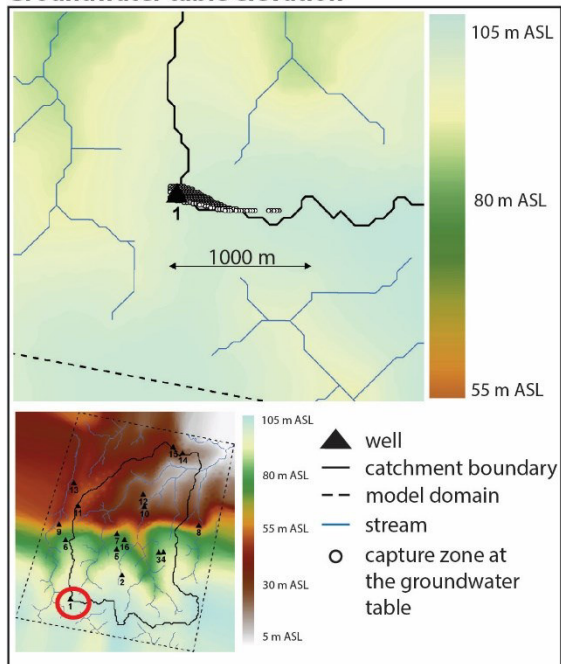 105 m ASL
80 m ASL
55 m ASL
1
1000 m
105 m ASL
80 m ASL
55 m ASL
30 m ASL
5 m ASL
15
14
13
12
10
11
9
6
7
16
5
34
8
2
1
well
catchment boundary
model domain
stream
capture zone at
the groundwater
table